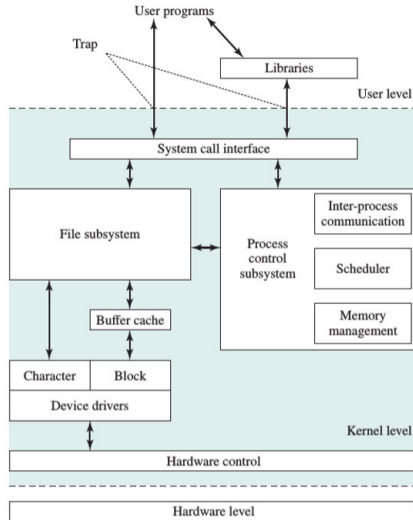 User programs
Trap
Libraries
User level
System call interface
File subsystem
Process
control
subsystem
Inter-process
communication
Scheduler
Memory
management
Buffer cache
Character
Block
Device drivers
Kernel level
Hardware control
Hardware level